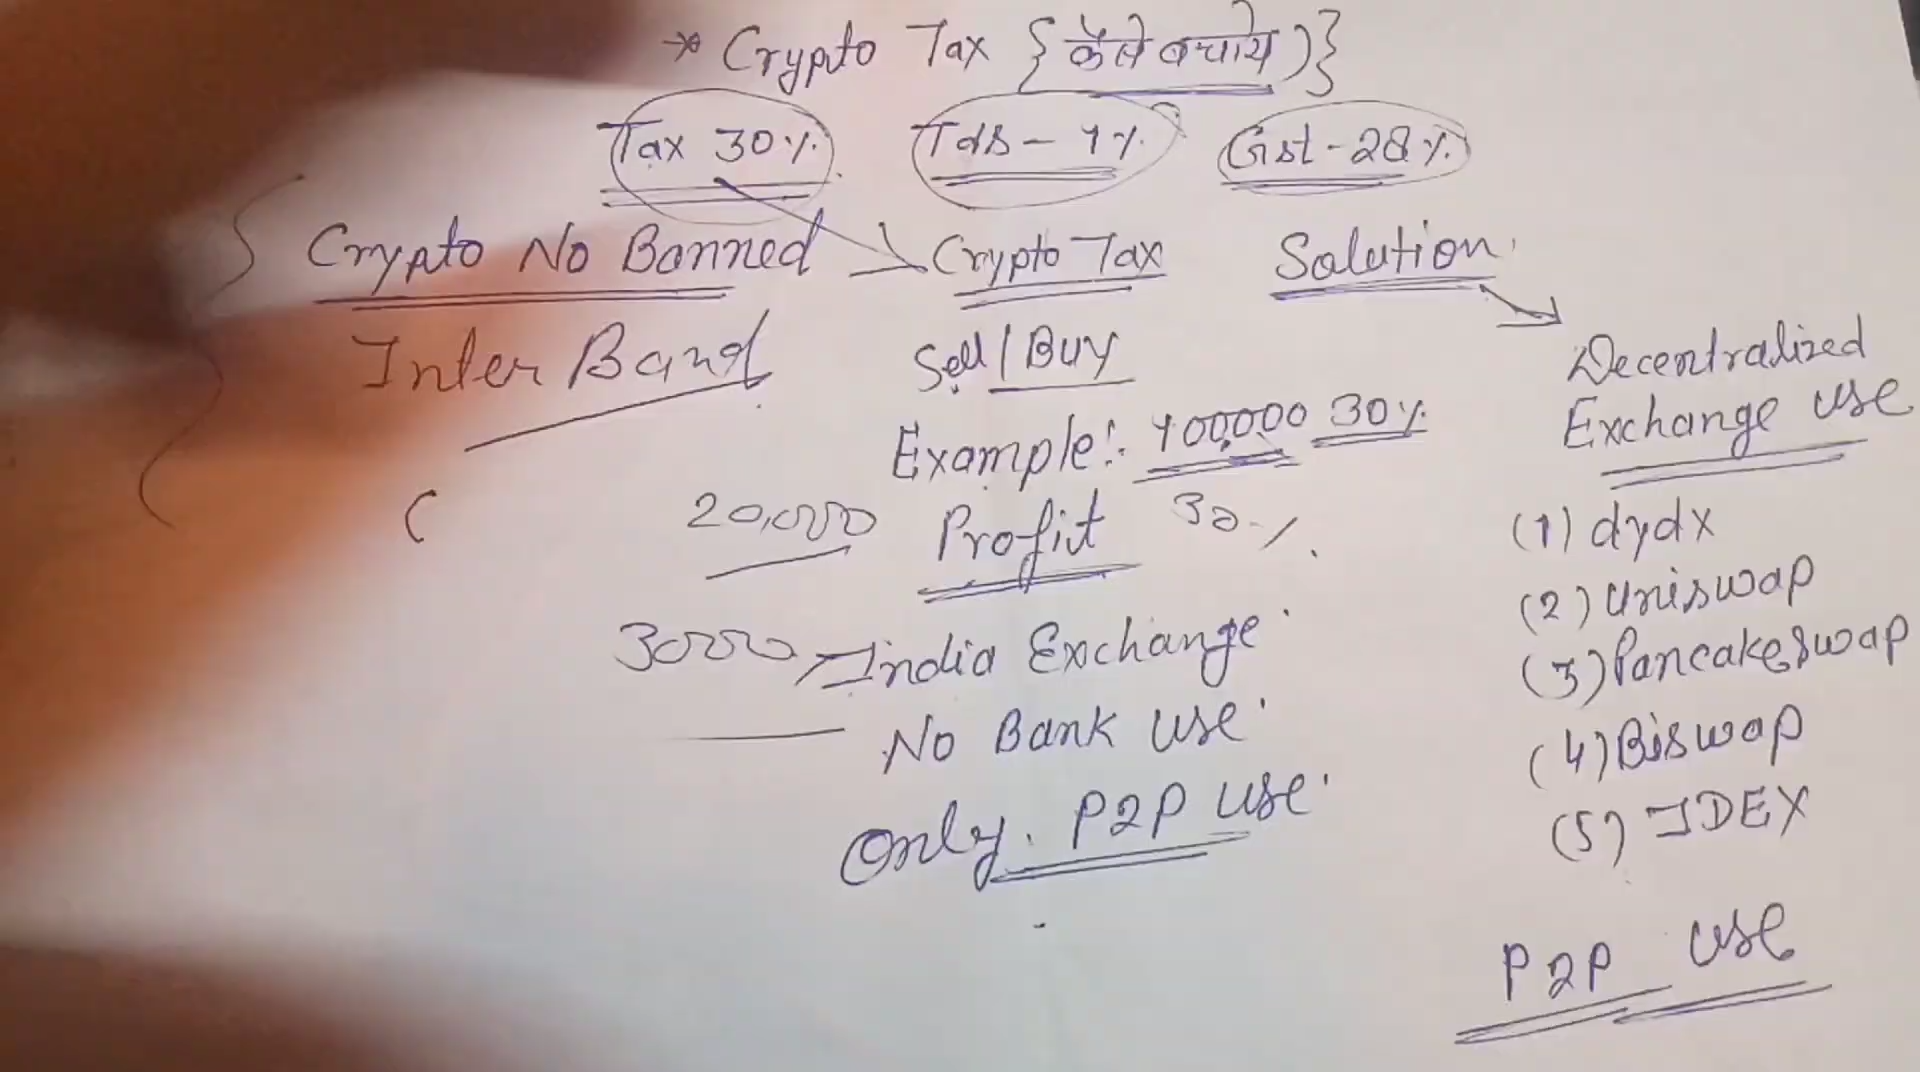 * Crypto Tax {कैसे बचाये)}
Tax 30% Tds - 1% Gst - 28%
Crypto No Banned
Inter Band
Crypto Tax
Sell/Buy
Example:- 100,000 30%
20,000 Profit 30%
30000 India Exchange
No Bank use
Only. P2P use
Solution
Decentralized
Exchange use
(1) dydx
(2) Uniswap
(3) Pancakeswap
(4) Biswap
(5) IDEX
P2P use